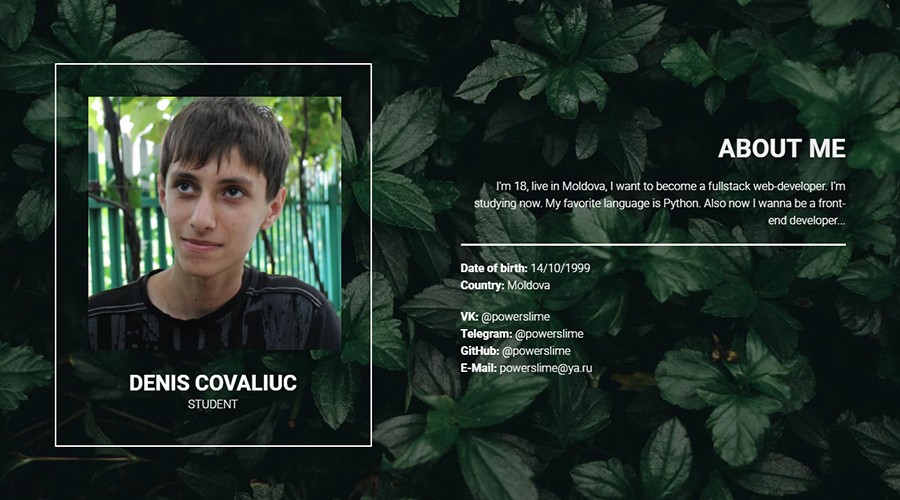 ABOUT ME
I'm 18, live in Moldova, I want to become a fullstack web-developer. I'm
studying now. My favorite language is Python. Also now I wanna be a front-
end developer...
Date of birth: 14/10/1999
Country: Moldova
VK: @powerslime
Telegram: @powerslime
GitHub: @powerslime
E-Mail: powerslime@ya.ru
DENIS COVALIUC
STUDENT